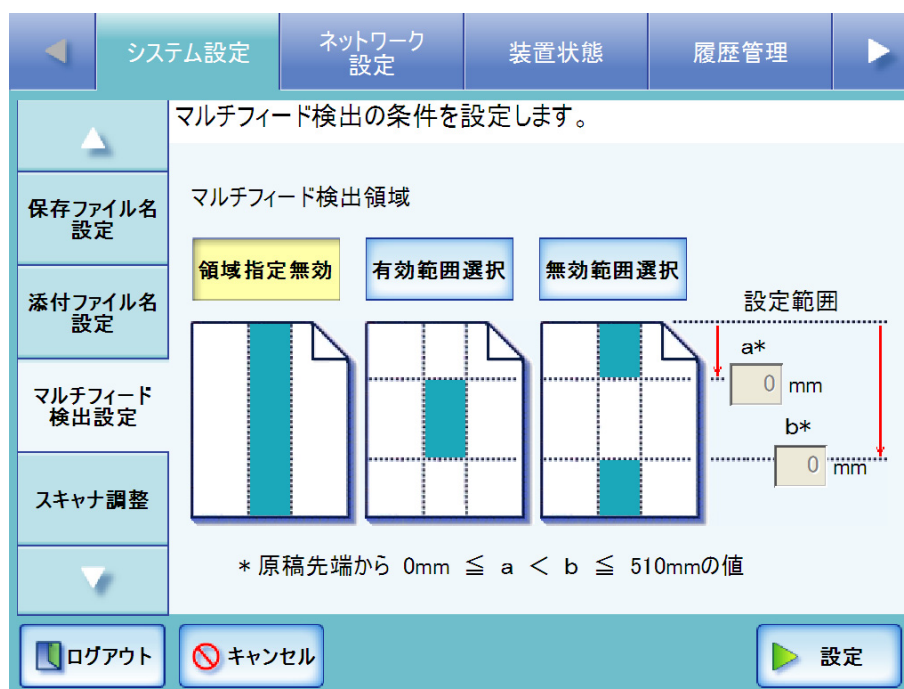 システム設定
ネットワーク
設定
装置状態
履歴管理
マルチフィード検出の条件を設定します。
保存ファイル名
設定
添付ファイル名
設定
マルチフィード
検出設定
スキャナ調整
マルチフィード検出領域
領域指定無効
有効範囲選択
無効範囲選択
設定範囲
a*
0 mm
b*
0 mm
* 原稿先端から 0mm ≦ a < b ≦ 510mmの値
ログアウト
キャンセル
設定